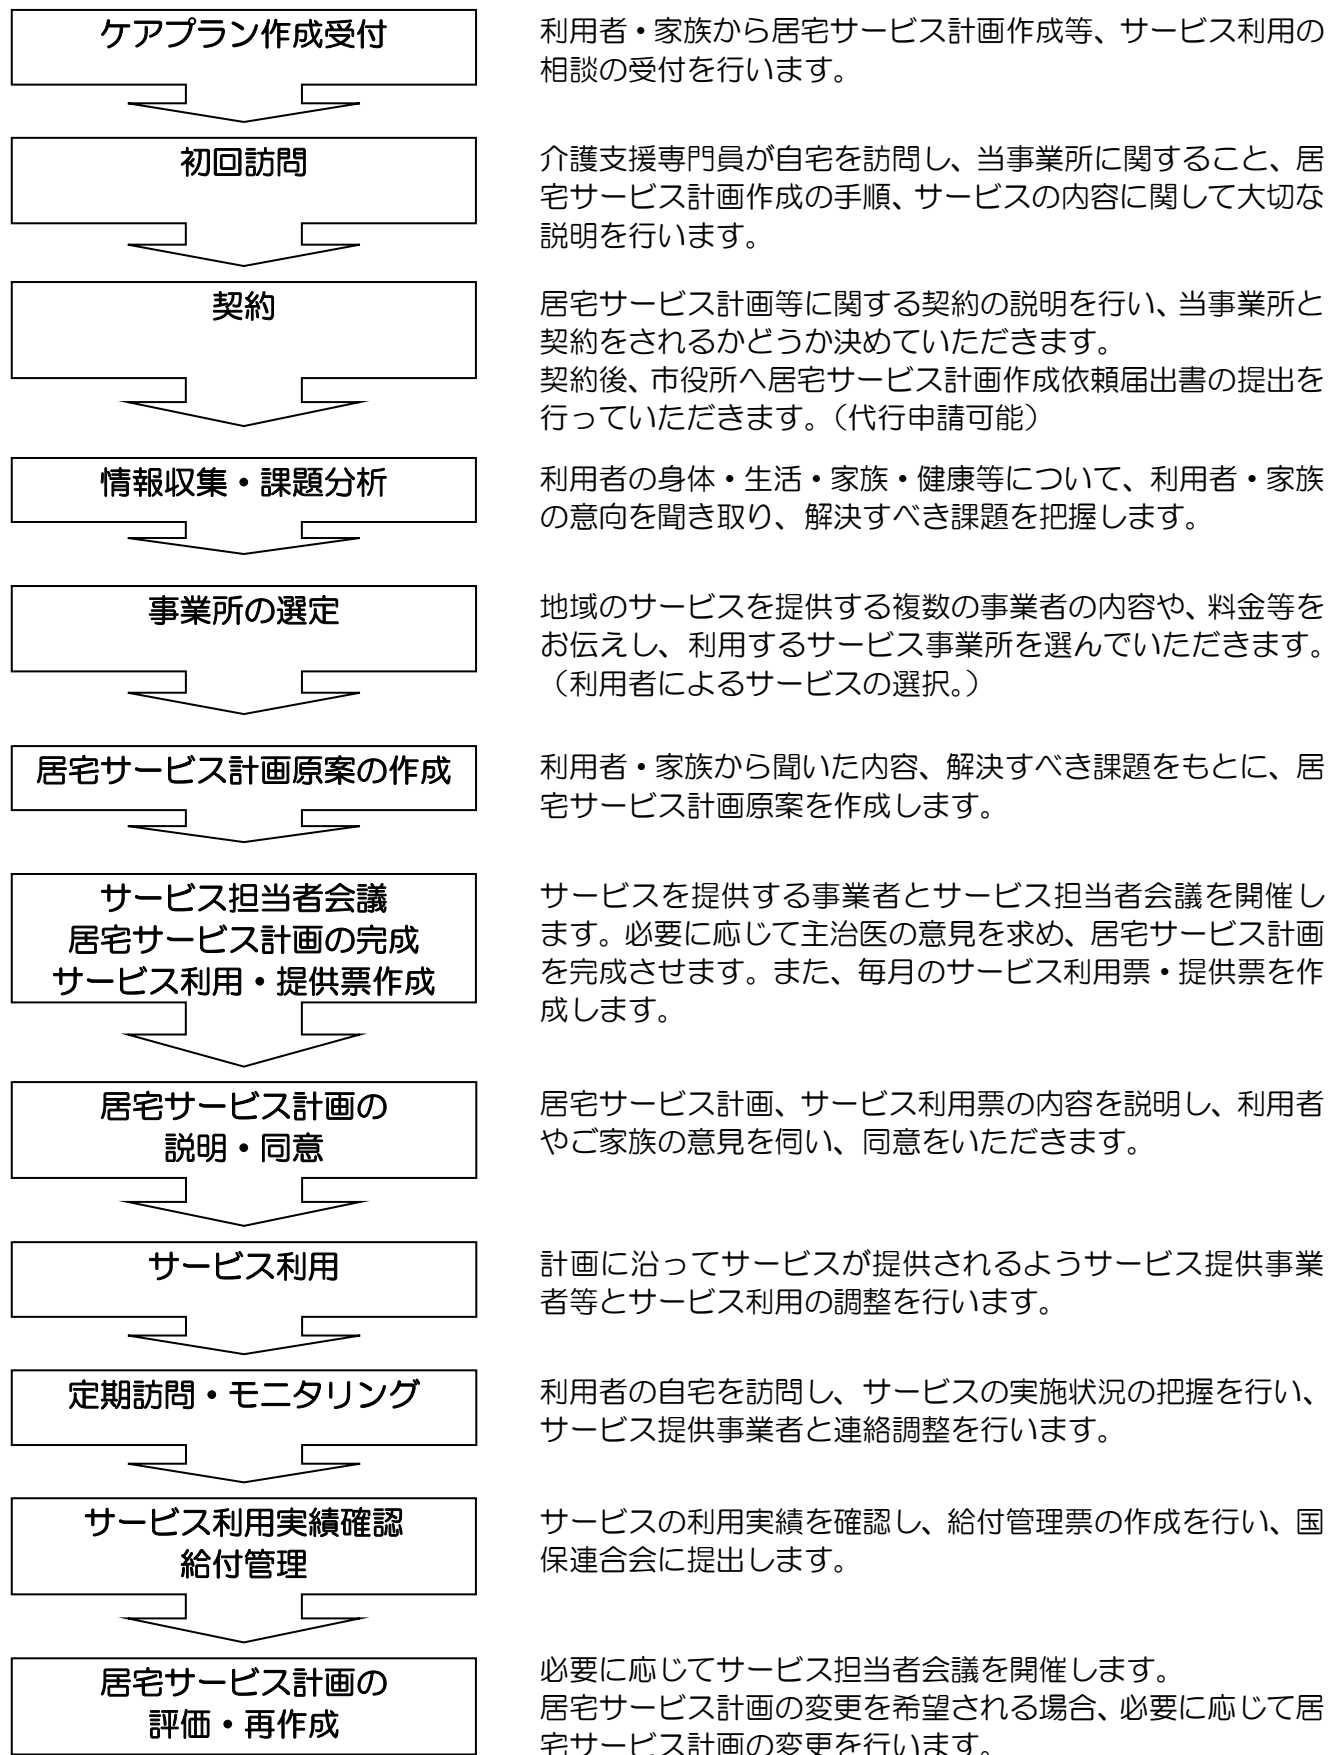 ケアプラン作成受付
利用者・家族から居宅サービス計画作成等、サービス利用の
相談の受付を行います。
初回訪問
介護支援専門員が自宅を訪問し、当事業所に関すること、居
宅サービス計画作成の手順、サービスの内容に関して大切な
説明を行います。
契約
居宅サービス計画等に関する契約の説明を行い、当事業所と
契約をされるかどうか決めていただきます。
契約後、市役所へ居宅サービス計画作成依頼届出書の提出を
行っていただきます。（代行申請可能）
情報収集・課題分析
利用者の身体・生活・家族・健康等について、利用者・家族
の意向を聞き取り、解決すべき課題を把握します。
事業所の選定
地域のサービスを提供する複数の事業者の内容や、料金等を
お伝えし、利用するサービス事業所を選んでいただきます。
（利用者によるサービスの選択。）
居宅サービス計画原案の作成
利用者・家族から聞いた内容、解決すべき課題をもとに、居
宅サービス計画原案を作成します。
サービス担当者会議
居宅サービス計画の完成
サービス利用・提供票作成
サービスを提供する事業者とサービス担当者会議を開催し
ます。必要に応じて主治医の意見を求め、居宅サービス計画
を完成させます。また、毎月のサービス利用票・提供票を作
成します。
居宅サービス計画の
説明・同意
居宅サービス計画、サービス利用票の内容を説明し、利用者
やご家族の意見を伺い、同意をいただきます。
サービス利用
計画に沿ってサービスが提供されるようサービス提供事業
者等とサービス利用の調整を行います。
定期訪問・モニタリング
利用者の自宅を訪問し、サービスの実施状況の把握を行い、
サービス提供事業者と連絡調整を行います。
サービス利用実績確認
給付管理
サービスの利用実績を確認し、給付管理票の作成を行い、国
保連合会に提出します。
居宅サービス計画の
評価・再作成
必要に応じてサービス担当者会議を開催します。
居宅サービス計画の変更を希望される場合、必要に応じて居
宅サービス計画の変更を行います。